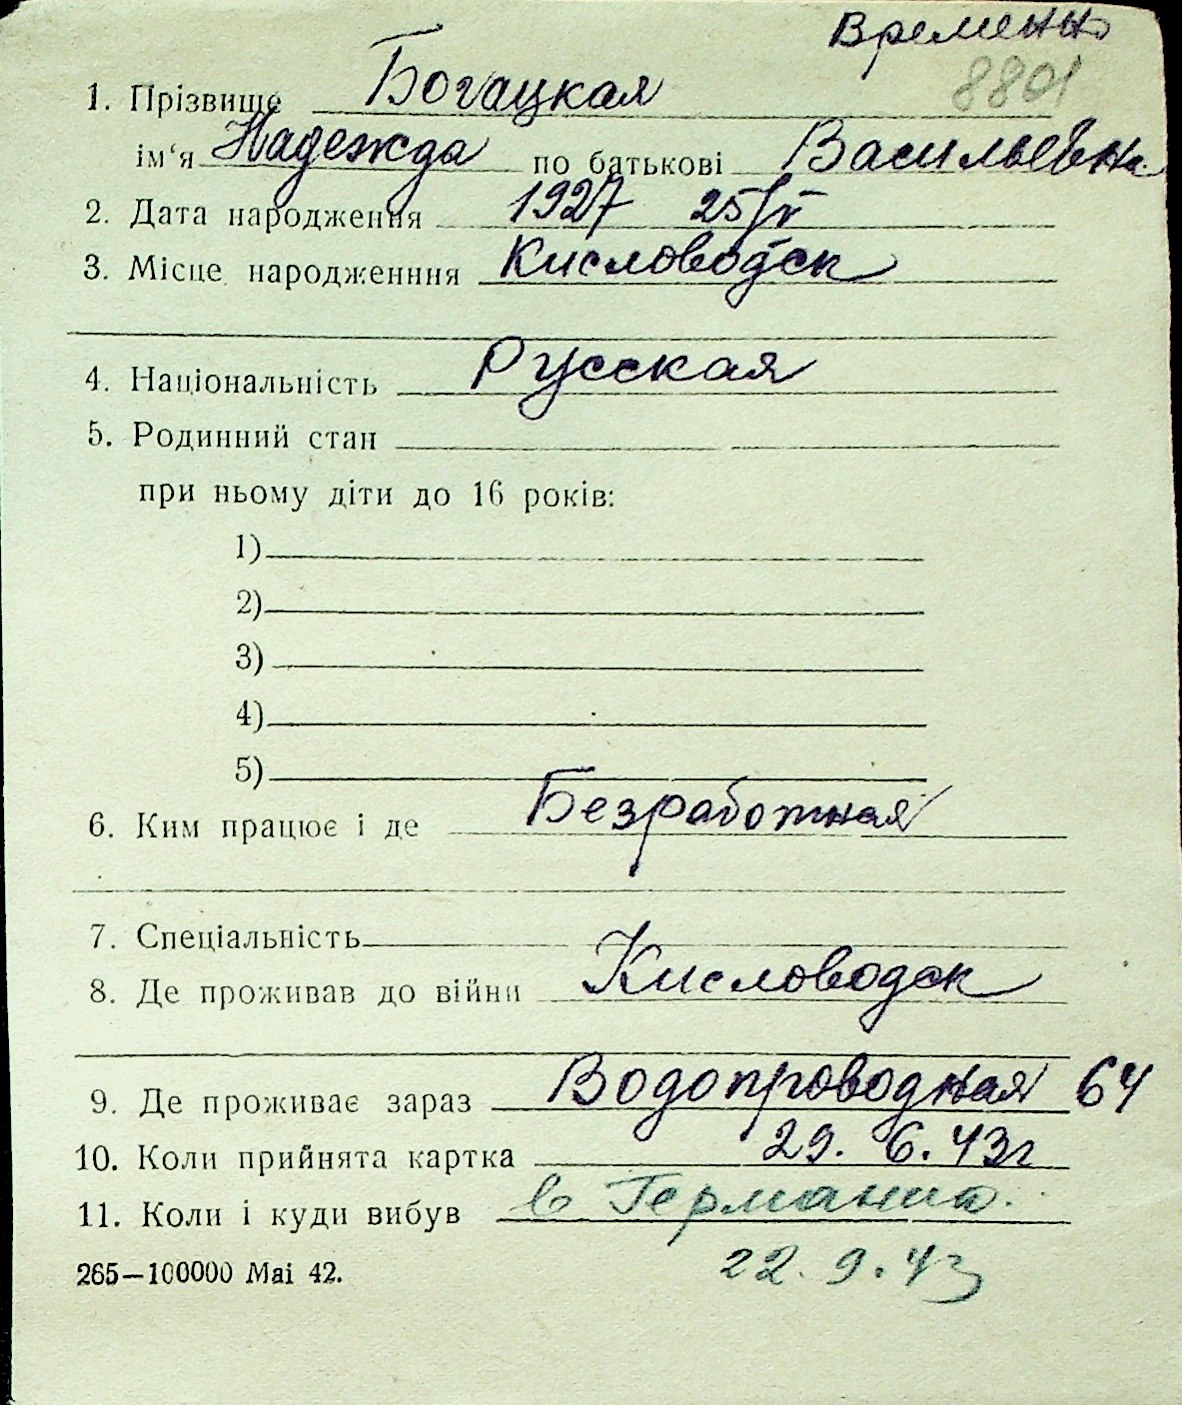 Временно
8801
1. Прізвище Богацкая
ім‘я Надежда по батькові Васильевна
2. Дата народження 1927 25/V
3. Місце народженння Кисловодск
4. Національність Русская
5. Родинний стан
при ньому діти до 16 років:
1)
2)
3)
4)
5)
6. Ким працює і де Безработная
7. Спеціальність
8. Де проживав до війни Кисловодск
9. Де проживає зараз Водопроводная 64
10. Коли прийнята картка 29. 6. 43г
11. Коли і куди вибув в Германию.
265—100000 Mai 42.
22. 9. 43